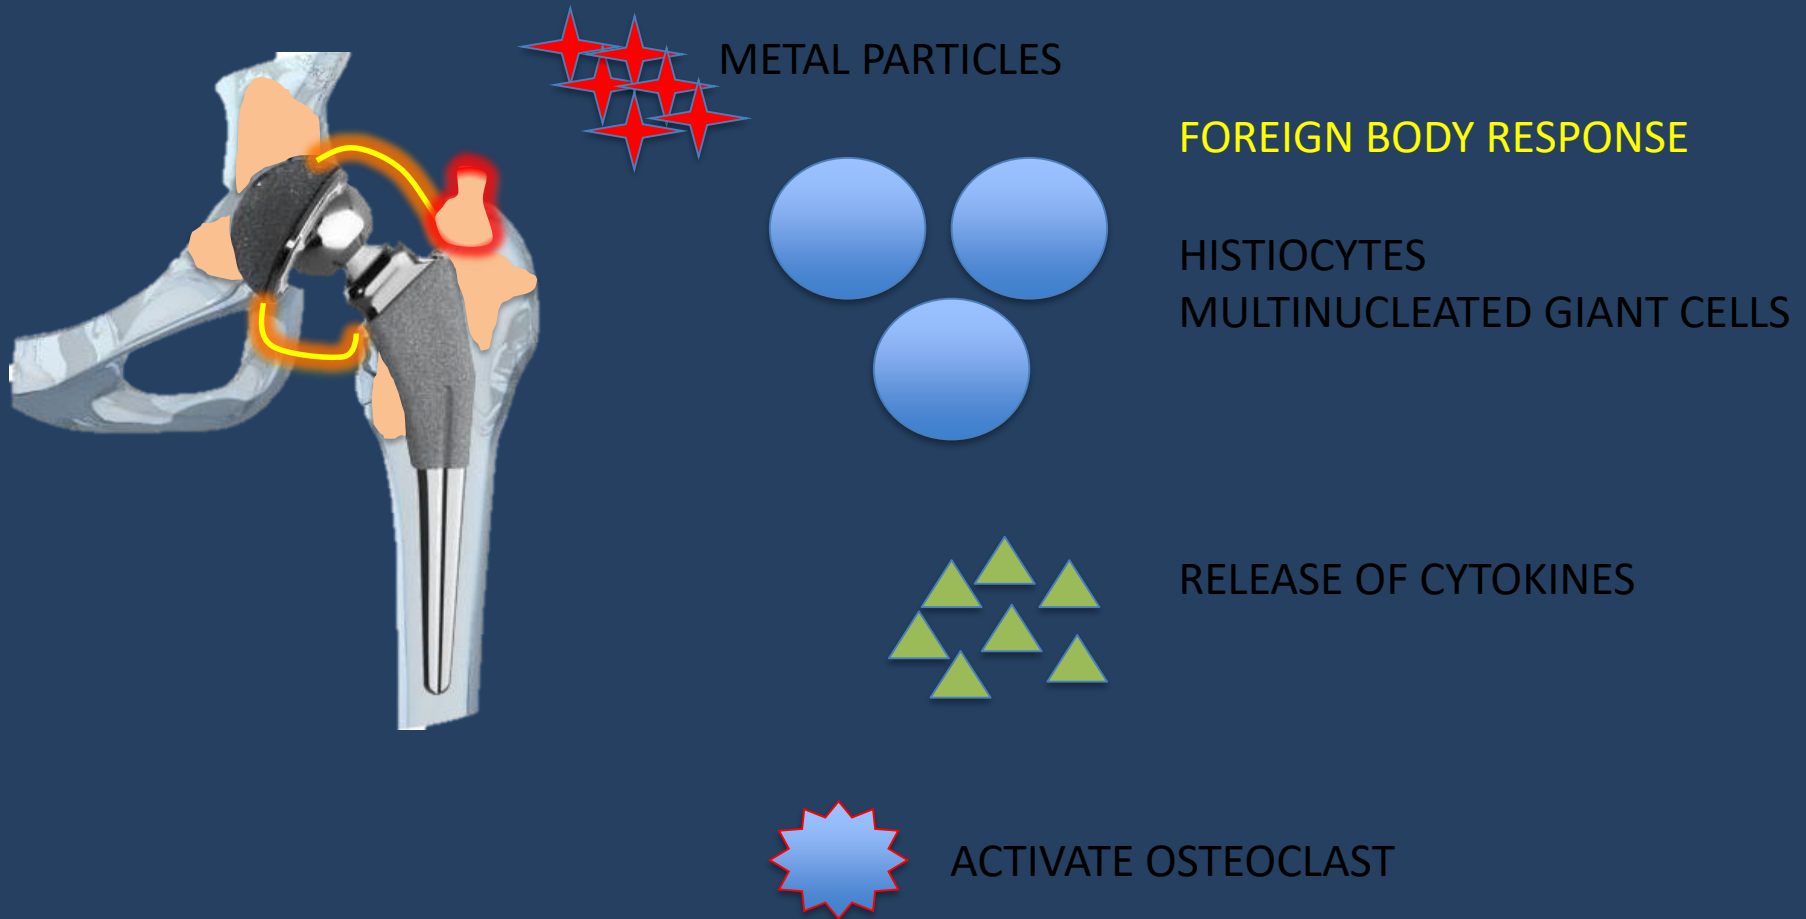 METAL PARTICLES
FOREIGN BODY RESPONSE
HISTIOCYTES
MULTINUCLEATED GIANT CELLS
RELEASE OF CYTOKINES
ACTIVATE OSTEOCLAST